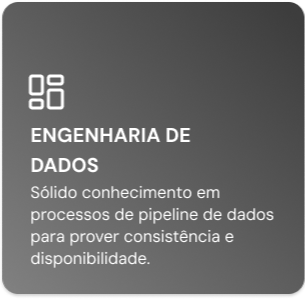 ENGENHARIA DE
DADOS
Sólido conhecimento em
processos de pipeline de dados
para prover consistência e
disponibilidade.